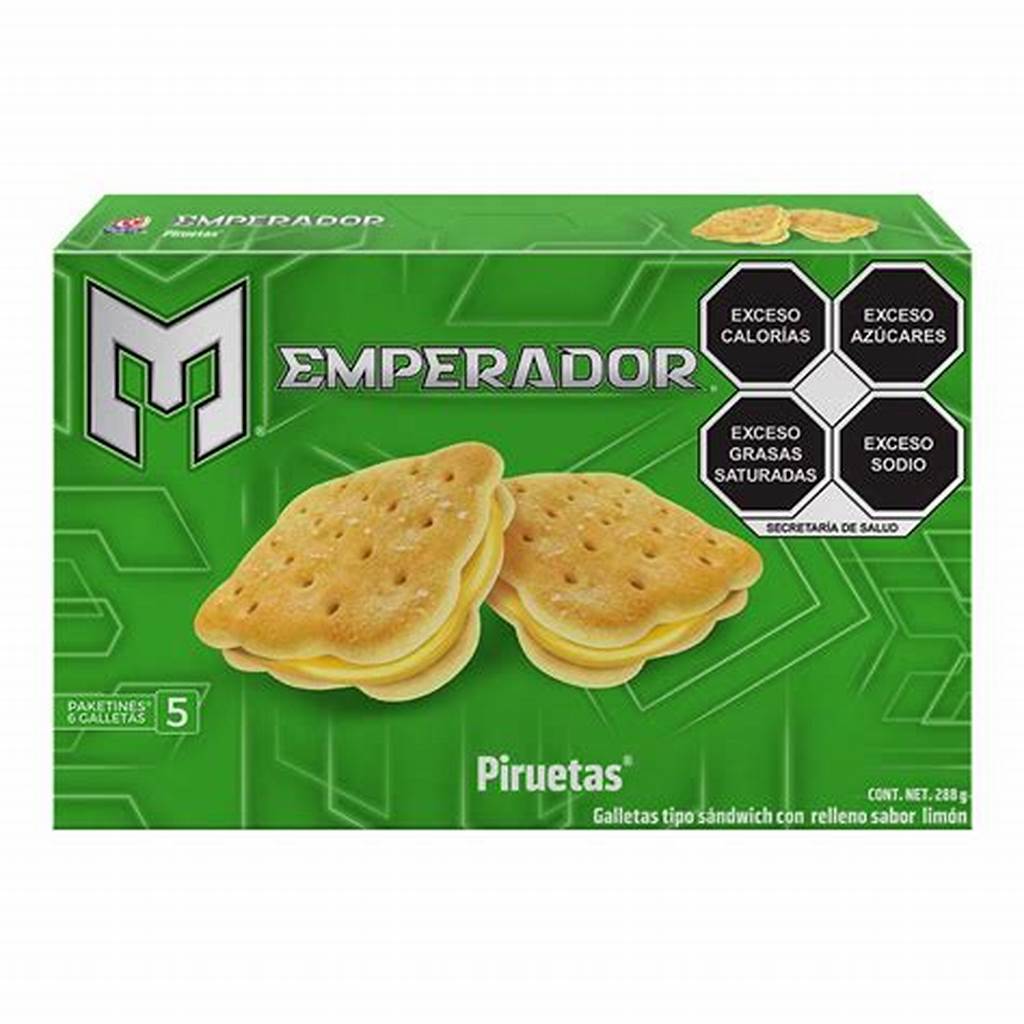 EMPERADOR
Piruetas
EMPERADOR
EXCESO
CALORÍAS
EXCESO
AZÚCARES
EXCESO
GRASAS
SATURADAS
EXCESO
SODIO
SECRETARÍA DE SALUD
PAKETINES®
6 GALLETAS
5
Piruetas®
CONT. NET. 288 g
Galletas tipo sándwich con relleno sabor limón